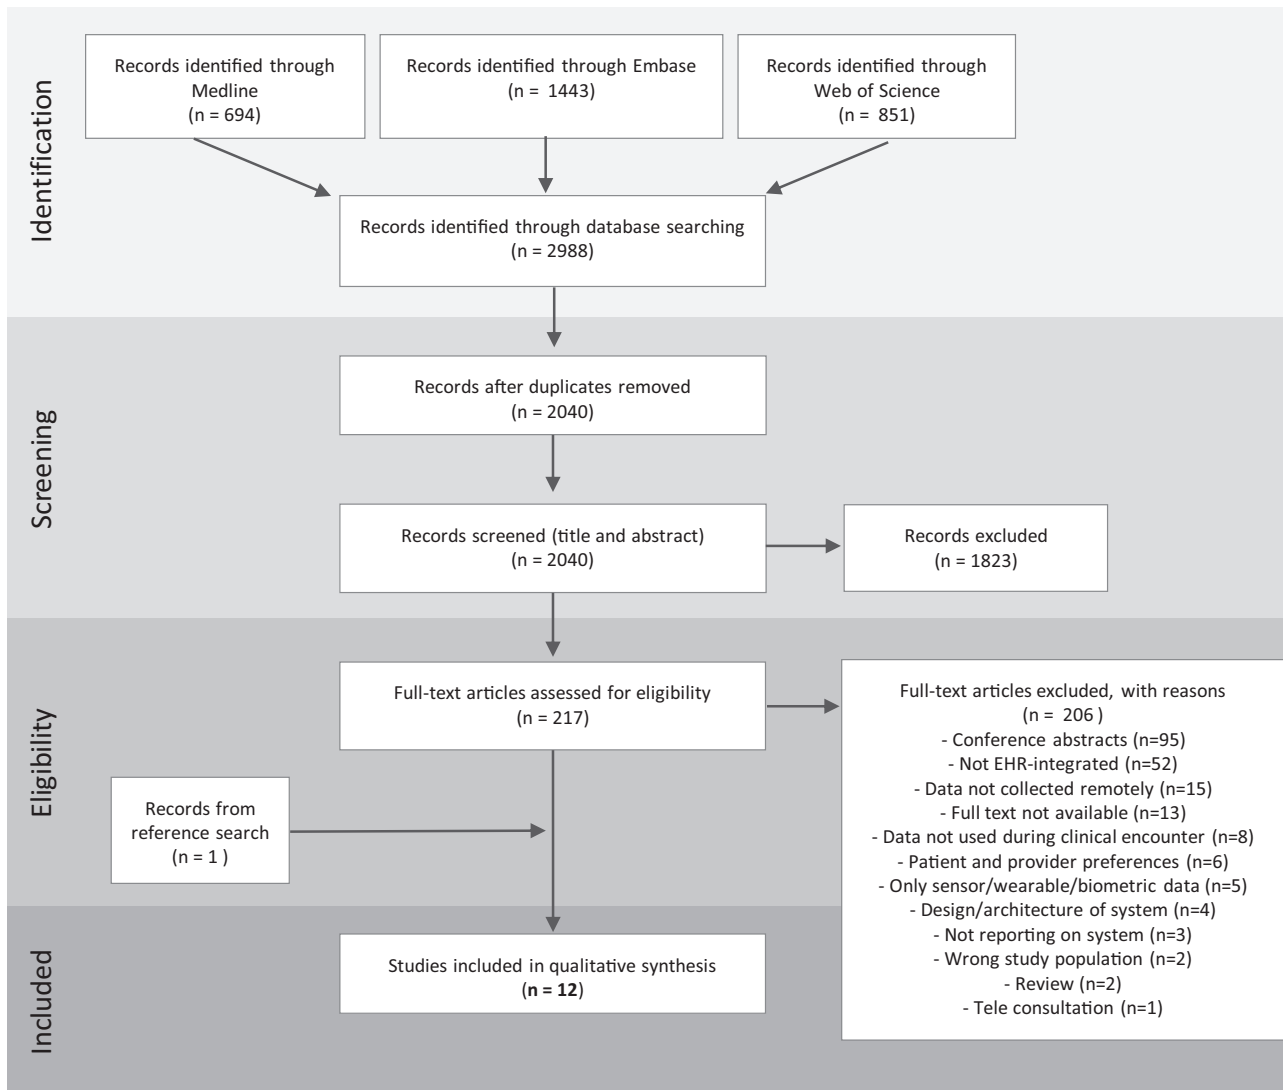 Identification
Records identified through
Medline
(n = 694)
Records identified through Embase
(n = 1443)
Records identified through
Web of Science
(n = 851)
Records identified through database searching
(n = 2988)
Screening
Records after duplicates removed
(n = 2040)
Records screened (title and abstract)
(n = 2040)
Records excluded
(n = 1823)
Eligibility
Full-text articles assessed for eligibility
(n = 217)
Full-text articles excluded, with reasons
(n = 206 )
- Conference abstracts (n=95)
- Not EHR-integrated (n=52)
- Data not collected remotely (n=15)
- Full text not available (n=13)
- Data not used during clinical encounter (n=8)
- Patient and provider preferences (n=6)
- Only sensor/wearable/biometric data (n=5)
- Design/architecture of system (n=4)
- Not reporting on system (n=3)
- Wrong study population (n=2)
- Review (n=2)
- Tele consultation (n=1)
Records from
reference search
(n = 1 )
Included
Studies included in qualitative synthesis
(n = 12)